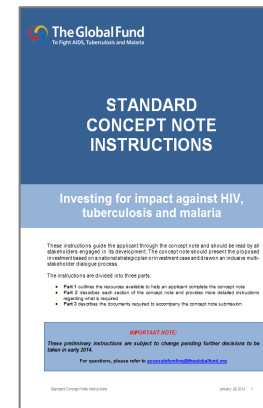 The Global Fund
To Fight AIDS, Tuberculosis and Malaria
STANDARD
CONCEPT NOTE
INSTRUCTIONS
Investing for impact against HIV,
tuberculosis and malaria
These instructions guide the applicant through the concept note and should be read by all
stakeholders engaged in its development. The concept note should present the proposed
investment based on a national strategic plan or investment case and drawn on inclusive multi-
stakeholder dialogue process.
The instructions are divided into three parts:
• Part 1 outlines the resources available to help an applicant complete the concept note
• Part 2 describes each section of the concept note and provides more detailed instructions
regarding what is required.
• Part 3 describes the documents required to accompany the concept note submission.
IMPORTANT NOTE!
These preliminary instructions are subject to change pending further decisions to be
taken in early 2014.
For questions, please refer to accesstofunding@theglobalfund.org
Standard Concept Note Instructions January 20 2014 1